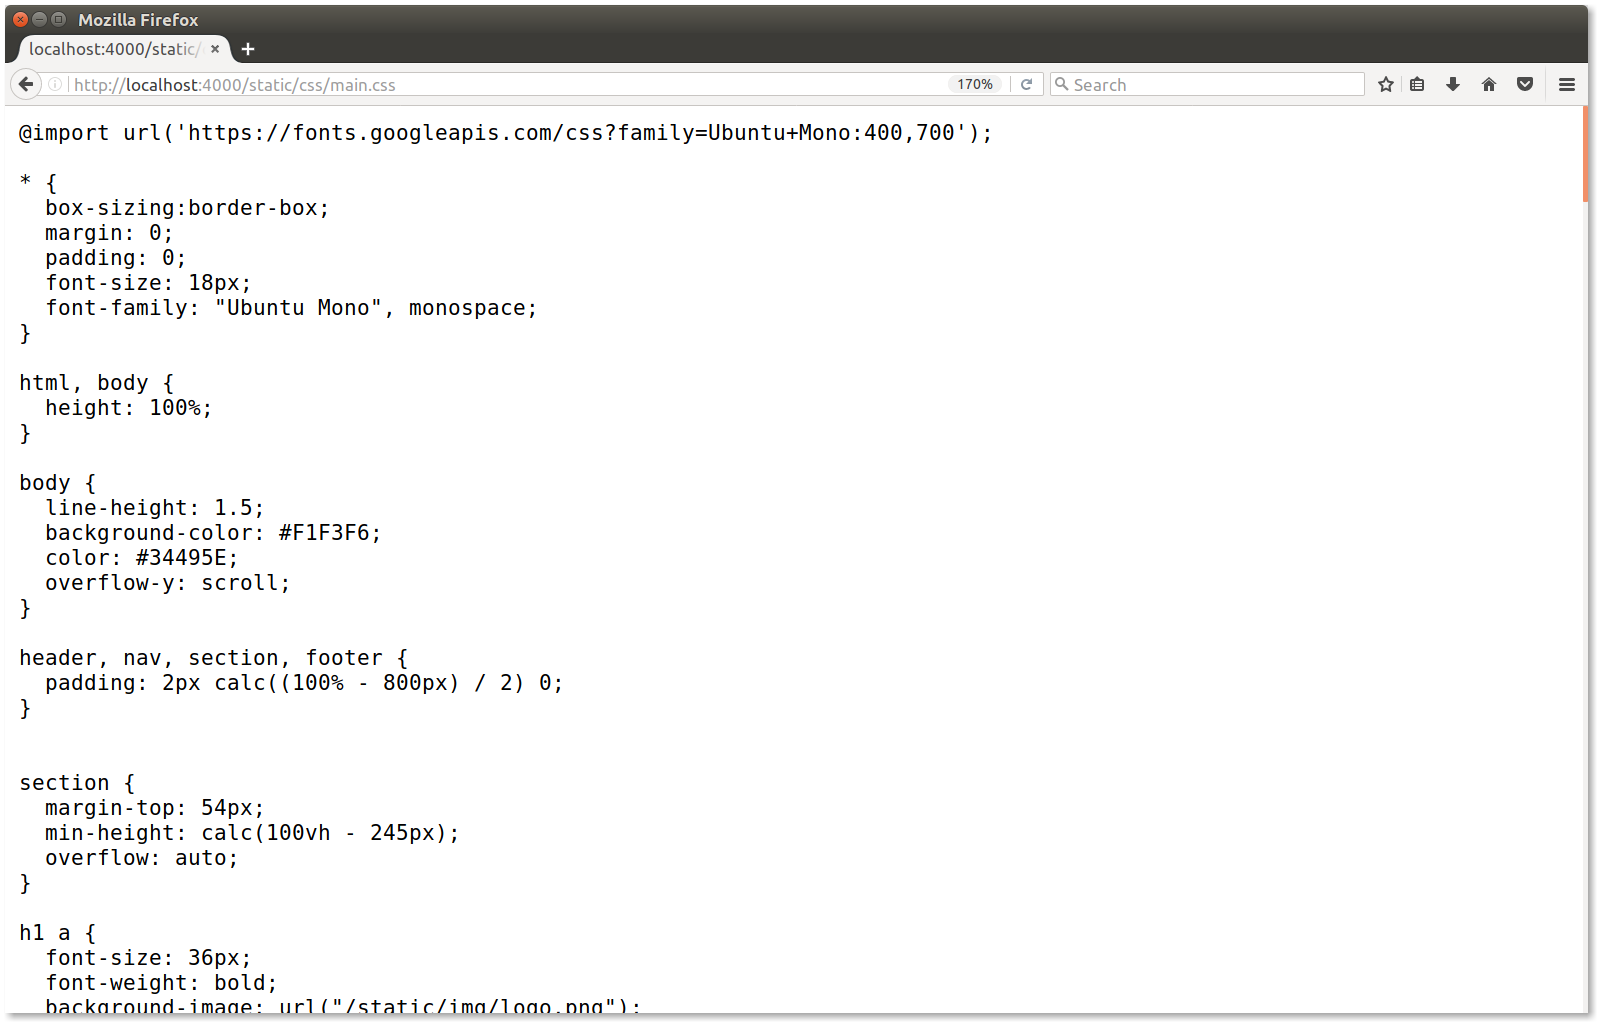 Mozilla Firefox
localhost:4000/static/
http://localhost:4000/static/css/main.css
170%
Search
@import url('https://fonts.googleapis.com/css?family=Ubuntu+Mono:400,700');
* {
  box-sizing:border-box;
  margin: 0;
  padding: 0;
  font-size: 18px;
  font-family: "Ubuntu Mono", monospace;
}
html, body {
  height: 100%;
}
body {
  line-height: 1.5;
  background-color: #F1F3F6;
  color: #34495E;
  overflow-y: scroll;
}
header, nav, section, footer {
  padding: 2px calc((100% - 800px) / 2) 0;
}
section {
  margin-top: 54px;
  min-height: calc(100vh - 245px);
  overflow: auto;
}
h1 a {
  font-size: 36px;
  font-weight: bold;
  background-image: url("/static/img/logo.png");